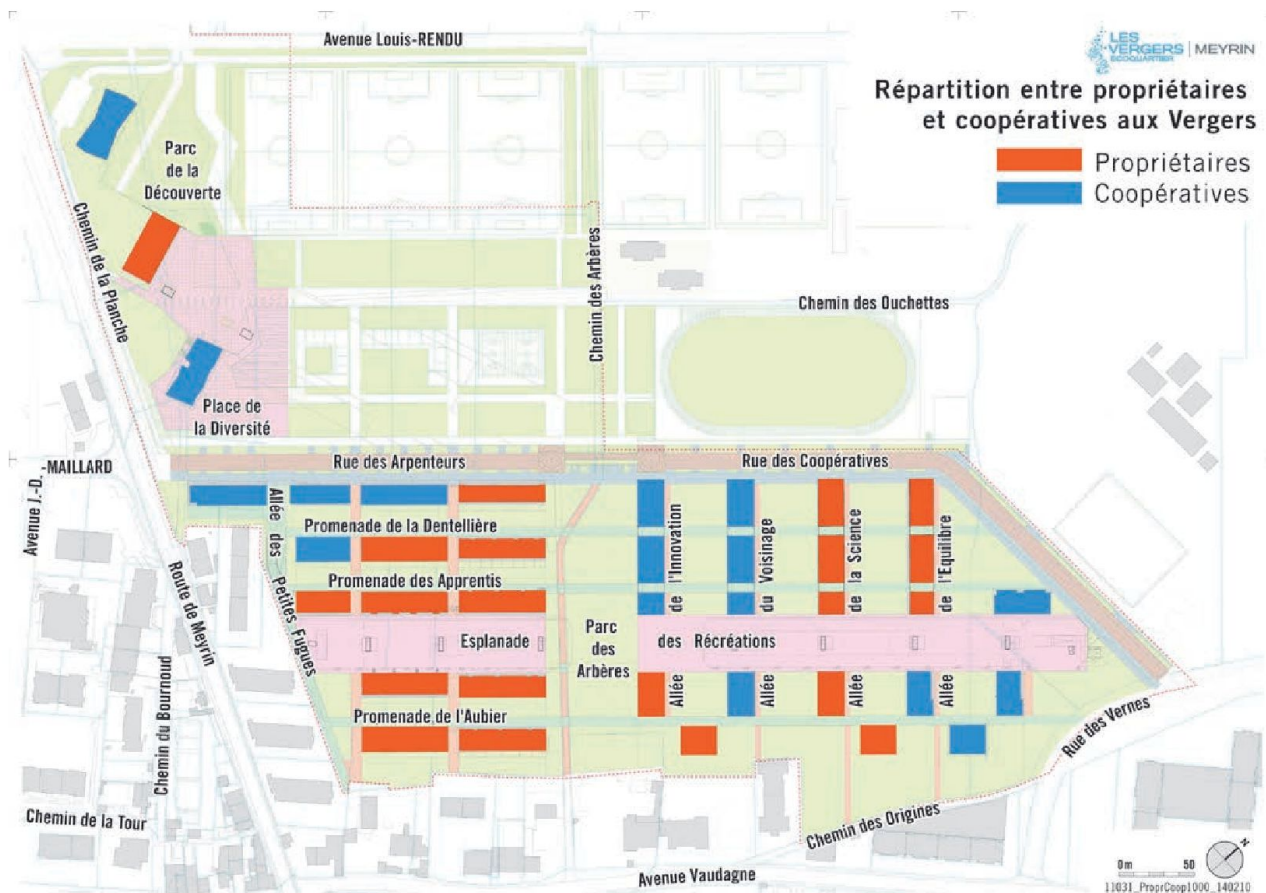 Avenue Louis-RENDU
LES
VERGERS
ECOQUARTIER
MEYRIN
Répartition entre propriétaires
et coopératives aux Vergers
Propriétaires
Coopératives
Parc
de la
Découverte
Chemin de la Planche
Chemin des Arbères
Chemin des Ouchettes
Place de
la Diversité
Avenue J.-D.
-MAILLARD
Rue des Arpenteurs
Rue des Coopératives
Allée des Petites Fugues
Promenade de la Dentellière
Promenade des Apprentis
Esplanade
Parc
des
Arbères
des Récréations
Allée
de l'Innovation
Allée
du Voisinage
Allée
de la Science
Allée
de l'Equilibre
Promenade de l'Aubier
Route de Meyrin
Chemin du Bournoud
Chemin de la Tour
Rue des Vernes
Chemin des Origines
Avenue Vaudagne
N
0m 50
11031_ProprCoop1000_140210